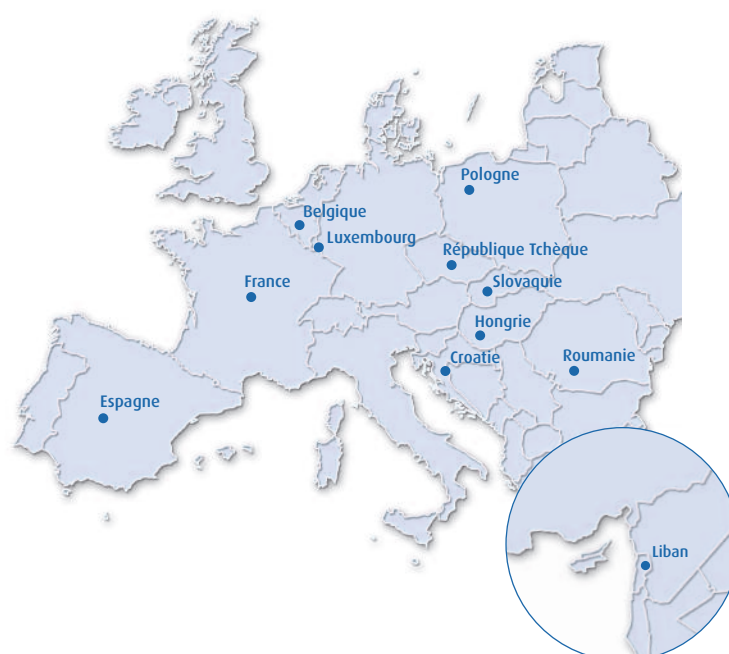 Pologne
Belgique
Luxembourg
République Tchèque
France
Slovaquie
Hongrie
Croatie
Roumanie
Espagne
Liban